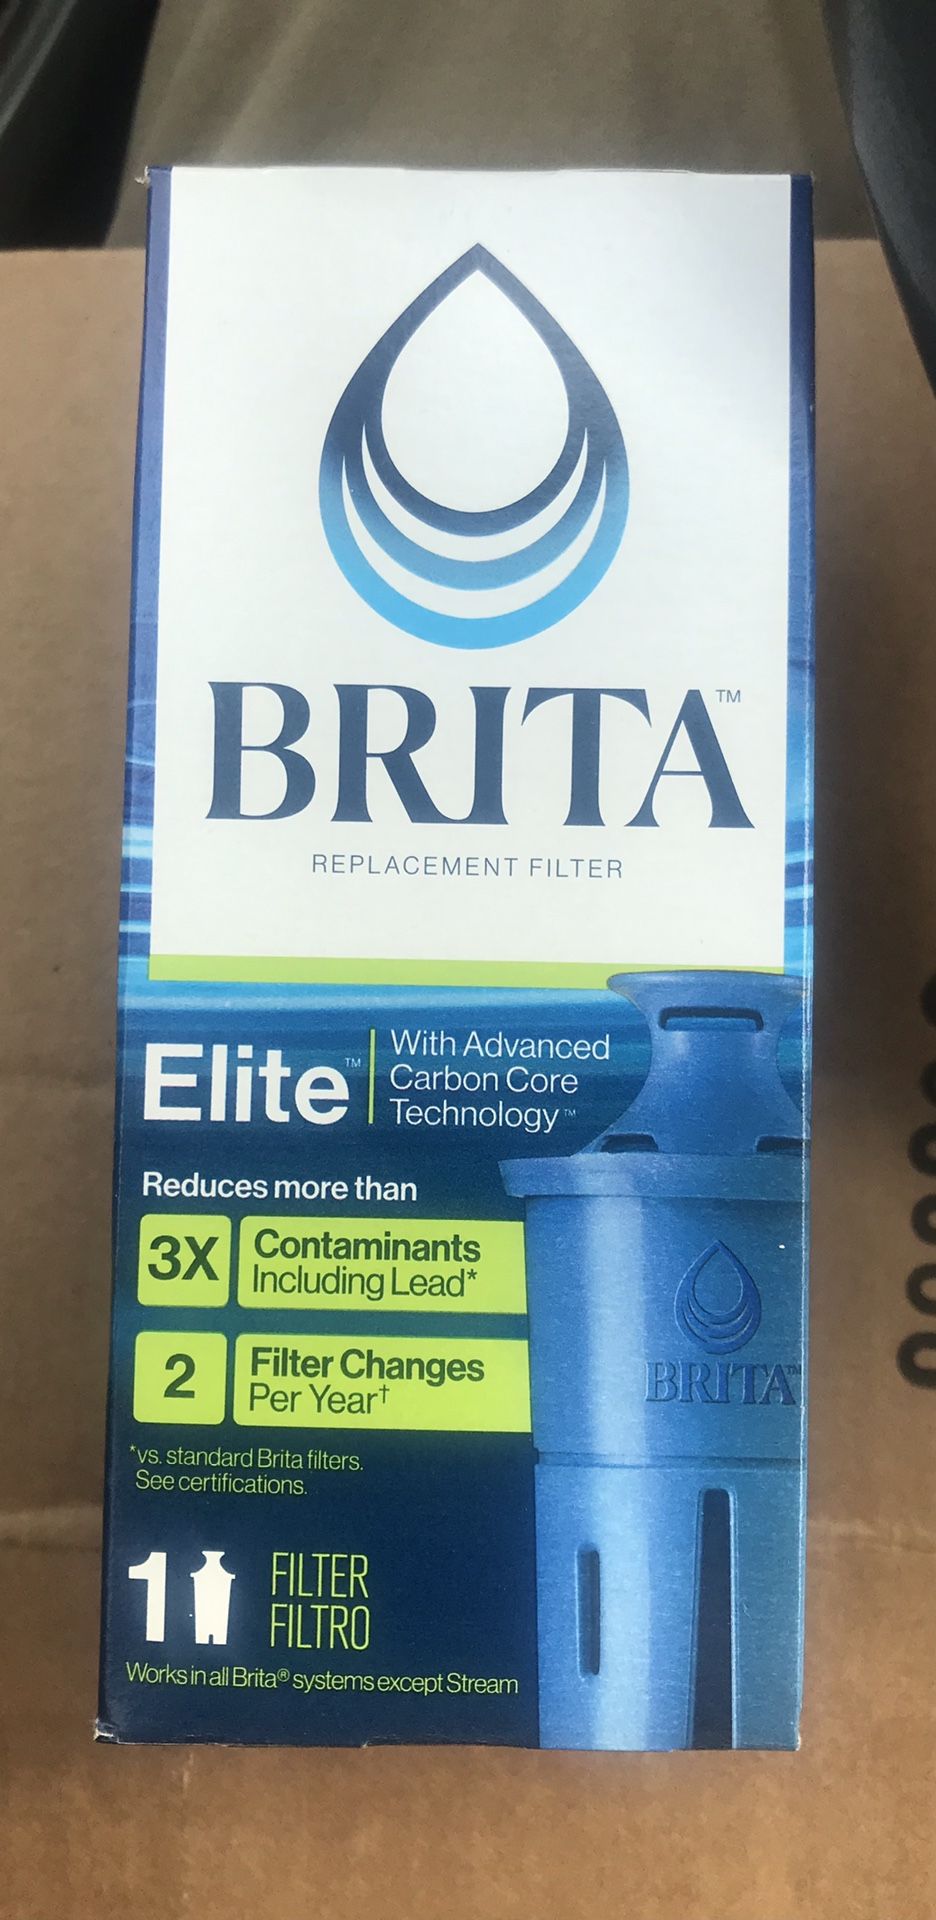 BRITA™
REPLACEMENT FILTER
Elite™
With Advanced
Carbon Core
Technology™
Reduces more than
3X
Contaminants
Including Lead*
2
Filter Changes
Per Year†
*vs. standard Brita filters.
See certifications.
1
FILTER
FILTRO
Works in all Brita® systems except Stream
BRITA™